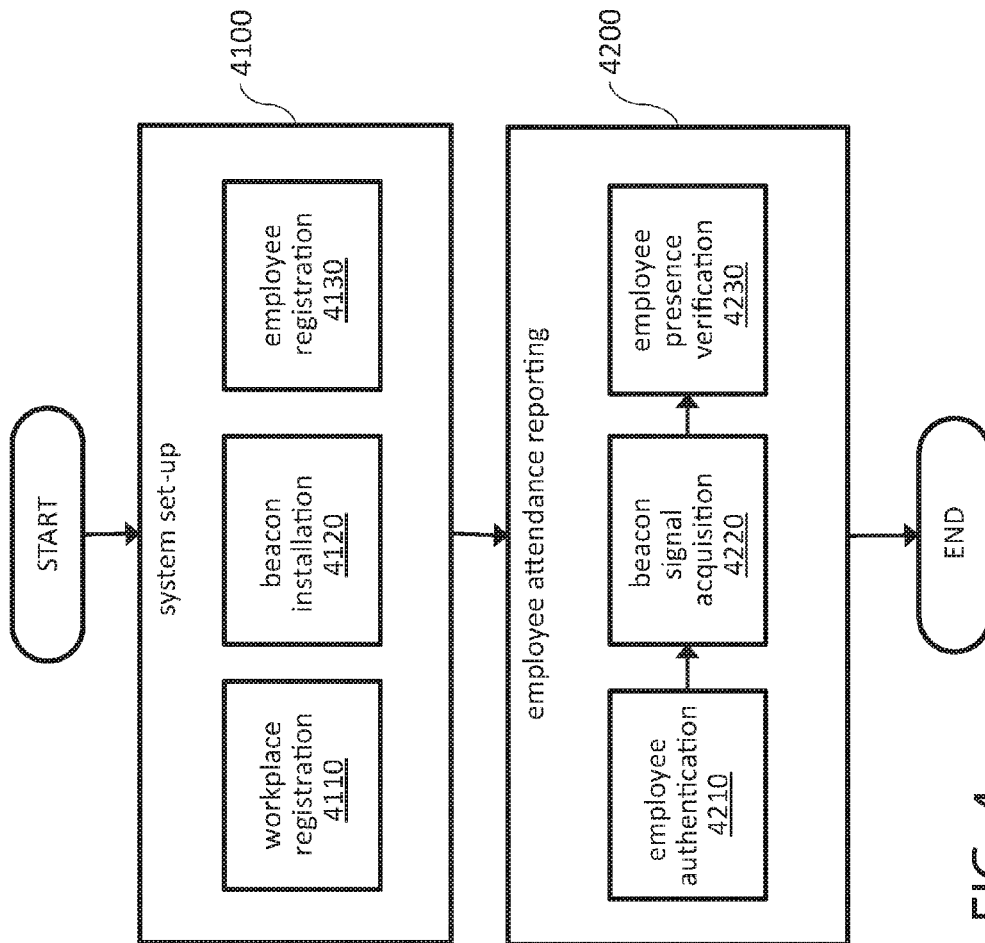 START
system set-up
4100
workplace
registration
4110
beacon
installation
4120
employee
registration
4130
employee attendance reporting
4200
employee
authentication
4210
beacon
signal
acquisition
4220
employee
presence
verification
4230
END
FIG. 4